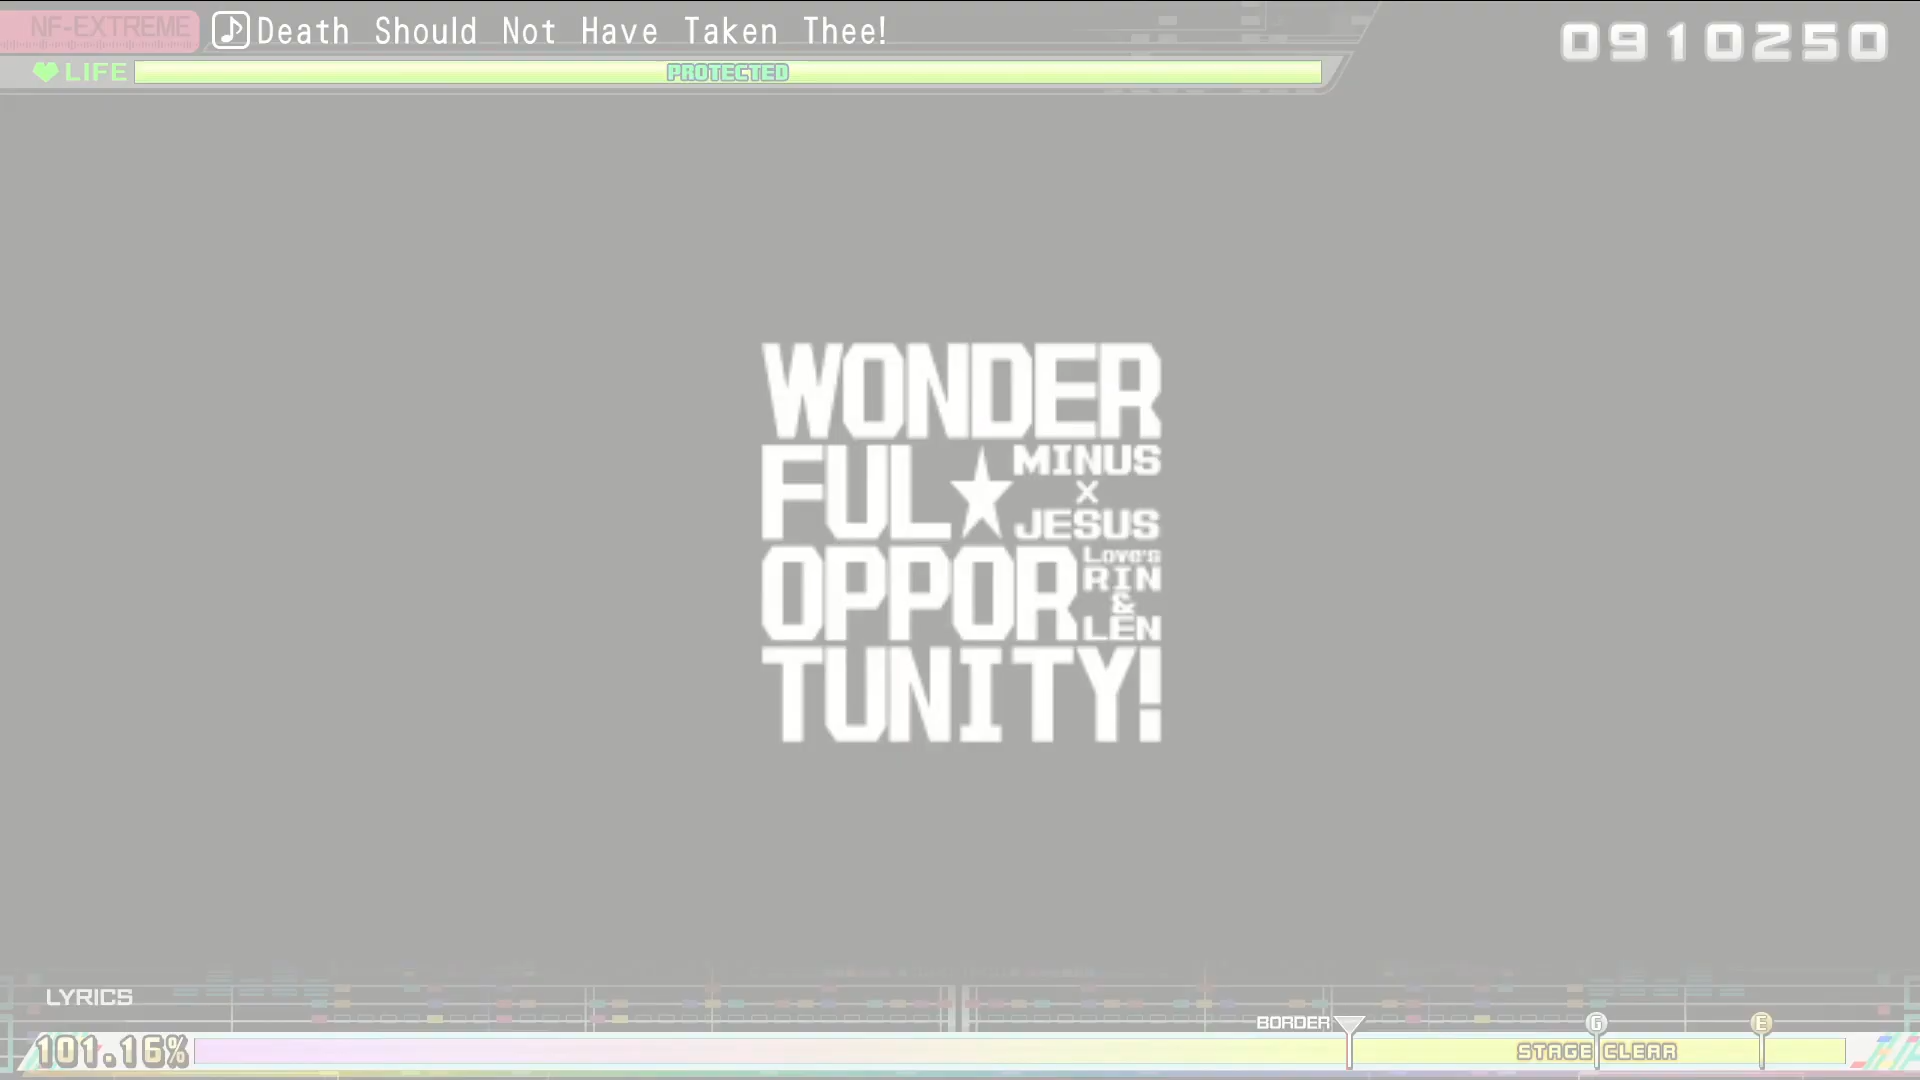 NF-EXTREME
♪Death Should Not Have Taken Thee!
0910250
LIFE
PROTECTED
WONDER
FUL★
MINUS
X
JESUS
OPPOR
Love's
RIN
&
LEN
TUNITY!
LYRICS
BORDER
G
E
101.16%
STAGE CLEAR